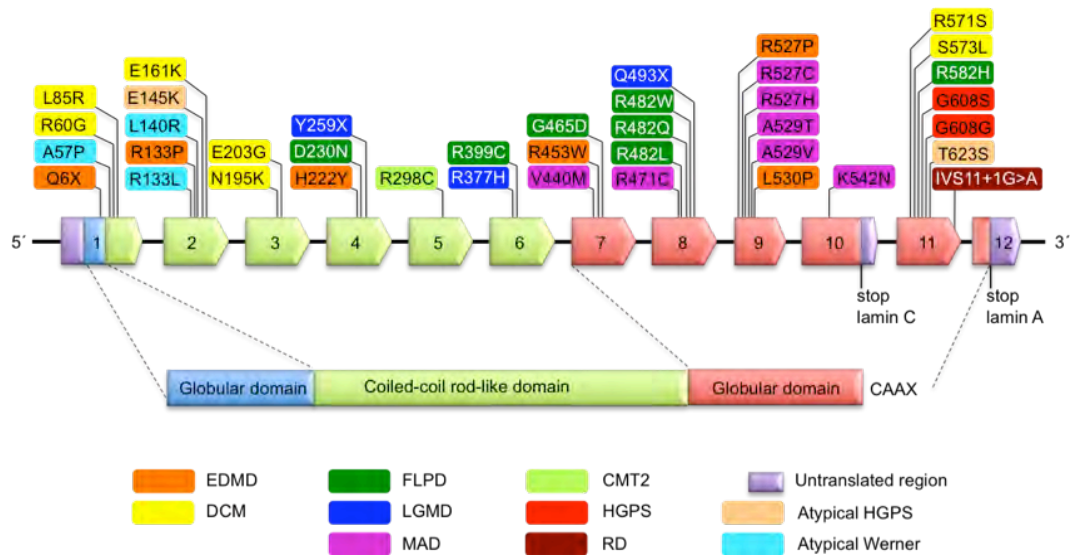 E161K
L85R
E145K
R60G
L140R
A57P
R133P
Q6X
R133L
E203G
N195K
Y259X
D230N
H222Y
R298C
R399C
R377H
G465D
R453W
V440M
Q493X
R482W
R482Q
R482L
R471C
R527P
R527C
R527H
A529T
A529V
L530P
K542N
R571S
S573L
R582H
G608S
G608G
T623S
IVS11+1G>A
5´ 1 2 3 4 5 6 7 8 9 10 11 12 3´
stop
lamin C
stop
lamin A
Globular domain Coiled-coil rod-like domain Globular domain CAAX
EDMD FLPD CMT2 Untranslated region
DCM LGMD HGPS Atypical HGPS
MAD RD Atypical Werner